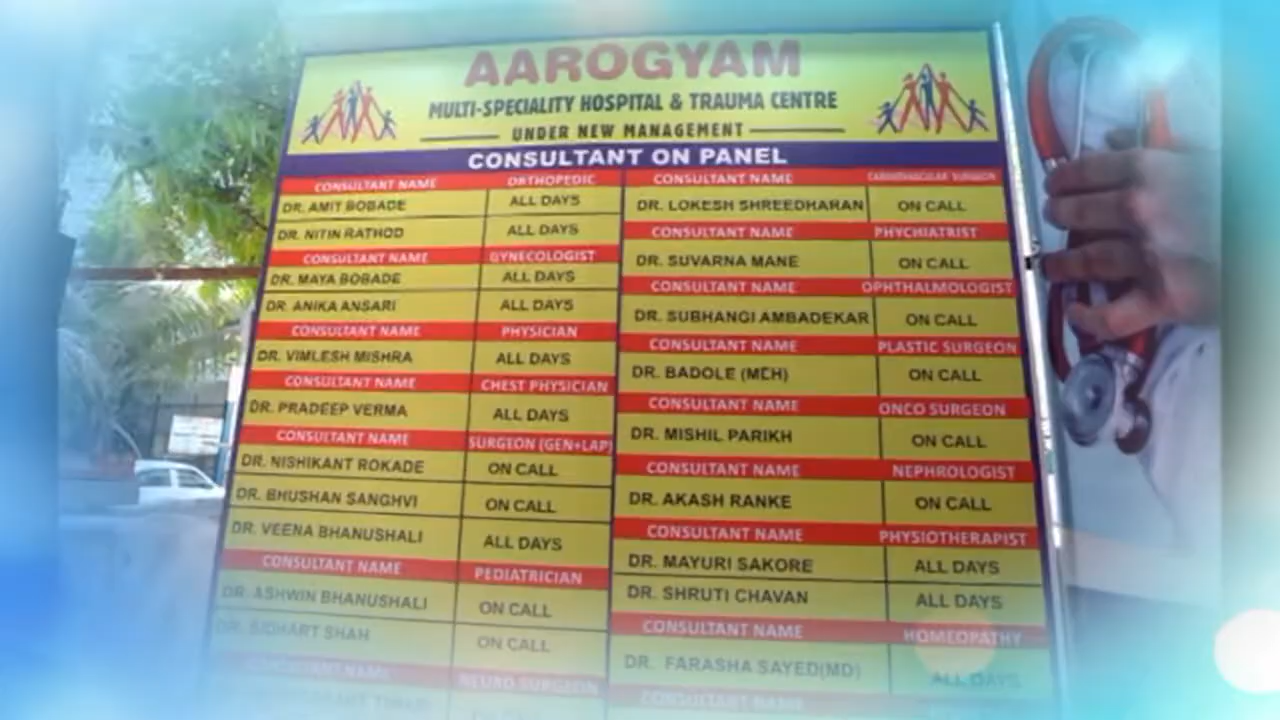 AAROGYAM
MULTI-SPECIALITY HOSPITAL & TRAUMA CENTRE
UNDER NEW MANAGEMENT
CONSULTANT ON PANEL
CONSULTANT NAME ORTHOPEDIC
DR. AMIT BOBADE ALL DAYS
DR. NITIN RATHOD ALL DAYS
CONSULTANT NAME GYNECOLOGIST
DR. MAYA BOBADE ALL DAYS
DR. ANIKA ANSARI ALL DAYS
CONSULTANT NAME PHYSICIAN
DR. VIMLESH MISHRA ALL DAYS
CONSULTANT NAME CHEST PHYSICIAN
DR. PRADEEP VERMA ALL DAYS
CONSULTANT NAME SURGEON (GEN+LAP)
DR. NISHIKANT ROKADE ON CALL
DR. BHUSHAN SANGHVI ON CALL
DR. VEENA BHANUSHALI ALL DAYS
CONSULTANT NAME PEDIATRICIAN
DR. ASHWIN BHANUSHALI ON CALL
DR. SIDHART SHAH ON CALL
CONSULTANT NAME NEURO SURGEON
CONSULTANT NAME CARDIOVASCULAR SURGEON
DR. LOKESH SHREEDHARAN ON CALL
CONSULTANT NAME PHYCHIATRIST
DR. SUVARNA MANE ON CALL
CONSULTANT NAME OPHTHALMOLOGIST
DR. SUBHANGI AMBADEKAR ON CALL
CONSULTANT NAME PLASTIC SURGEON
DR. BADOLE (MCH) ON CALL
CONSULTANT NAME ONCO SURGEON
DR. MISHIL PARIKH ON CALL
CONSULTANT NAME NEPHROLOGIST
DR. AKASH RANKE ON CALL
CONSULTANT NAME PHYSIOTHERAPIST
DR. MAYURI SAKORE ALL DAYS
DR. SHRUTI CHAVAN ALL DAYS
CONSULTANT NAME HOMEOPATHY
DR. FARASHA SAYED(MD) ALL DAYS
CONSULTANT NAME